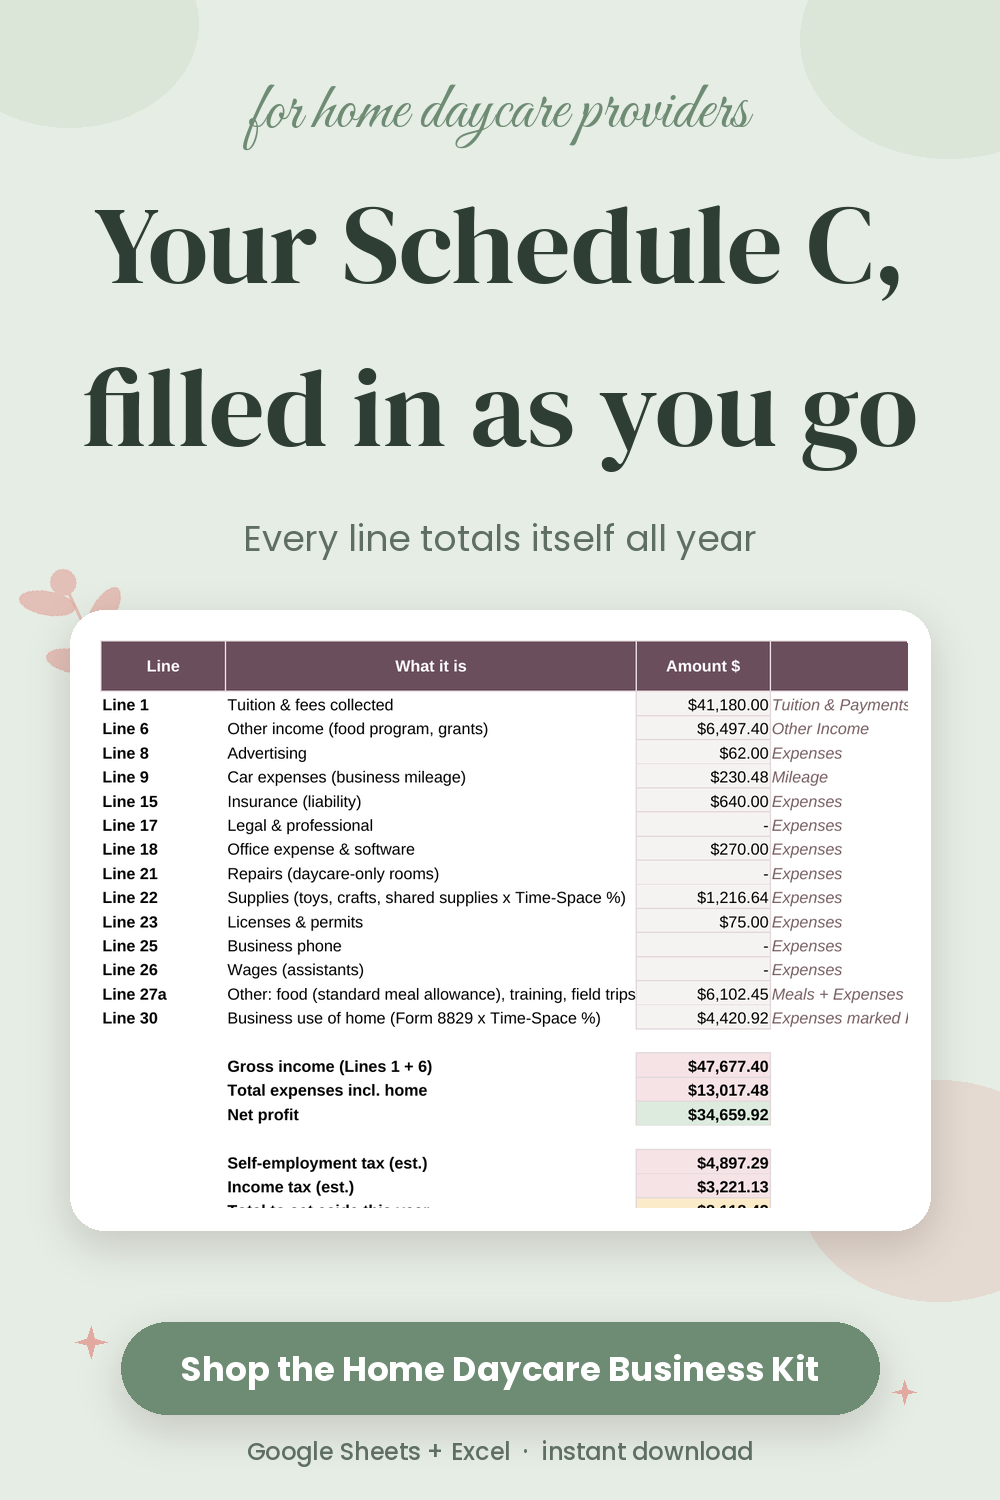 for home daycare providers
Your Schedule C,
filled in as you go
Every line totals itself all year
Line What it is Amount $
Line 1 Tuition & fees collected $41,180.00 Tuition & Payments
Line 6 Other income (food program, grants) $6,497.40 Other Income
Line 8 Advertising $62.00 Expenses
Line 9 Car expenses (business mileage) $230.48 Mileage
Line 15 Insurance (liability) $640.00 Expenses
Line 17 Legal & professional - Expenses
Line 18 Office expense & software $270.00 Expenses
Line 21 Repairs (daycare-only rooms) - Expenses
Line 22 Supplies (toys, crafts, shared supplies x Time-Space %) $1,216.64 Expenses
Line 23 Licenses & permits $75.00 Expenses
Line 25 Business phone - Expenses
Line 26 Wages (assistants) - Expenses
Line 27a Other: food (standard meal allowance), training, field trips $6,102.45 Meals + Expenses
Line 30 Business use of home (Form 8829 x Time-Space %) $4,420.92 Expenses marked
Gross income (Lines 1 + 6) $47,677.40
Total expenses incl. home $13,017.48
Net profit $34,659.92
Self-employment tax (est.) $4,897.29
Income tax (est.) $3,221.13
Shop the Home Daycare Business Kit
Google Sheets + Excel · instant download